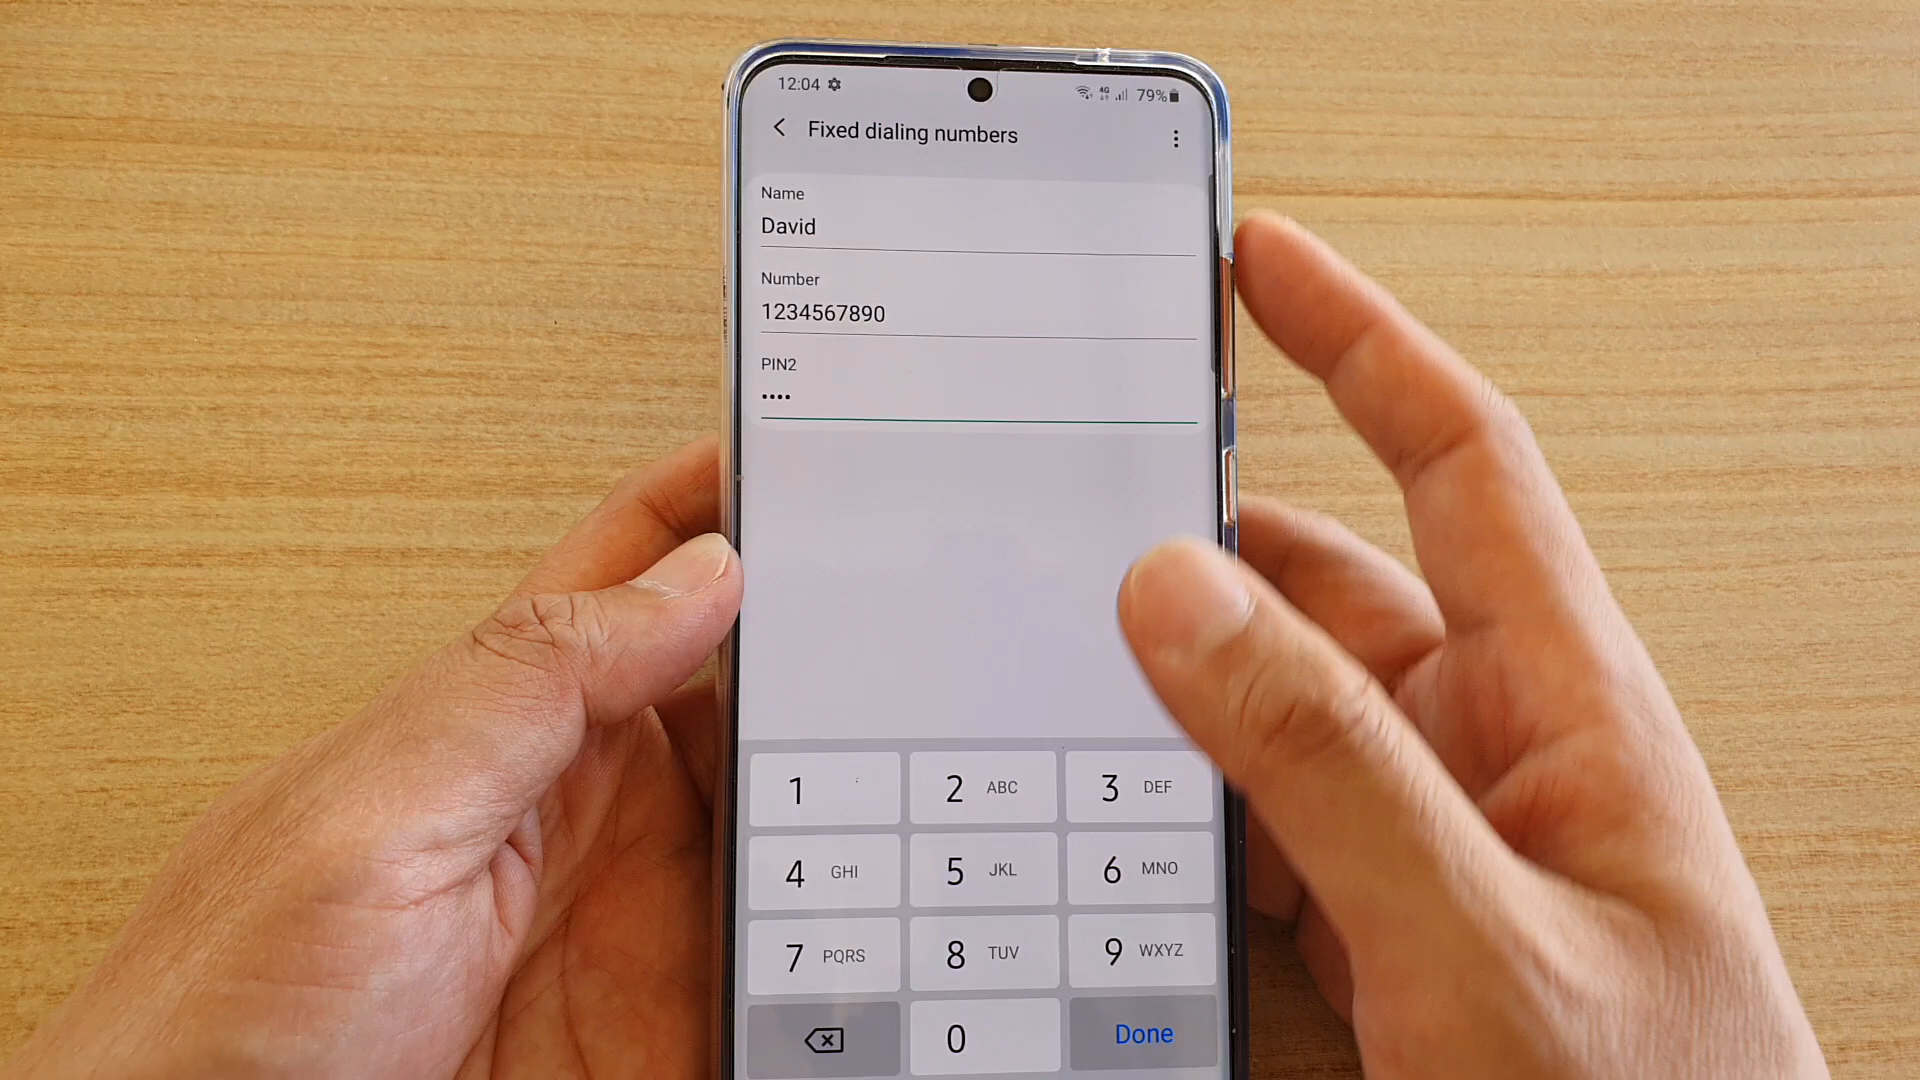 12:04
4G
79%
Fixed dialing numbers
Name
David
Number
1234567890
PIN2
••••
1
2 ABC
3 DEF
4 GHI
5 JKL
6 MNO
7 PQRS
8 TUV
9 WXYZ
0
Done